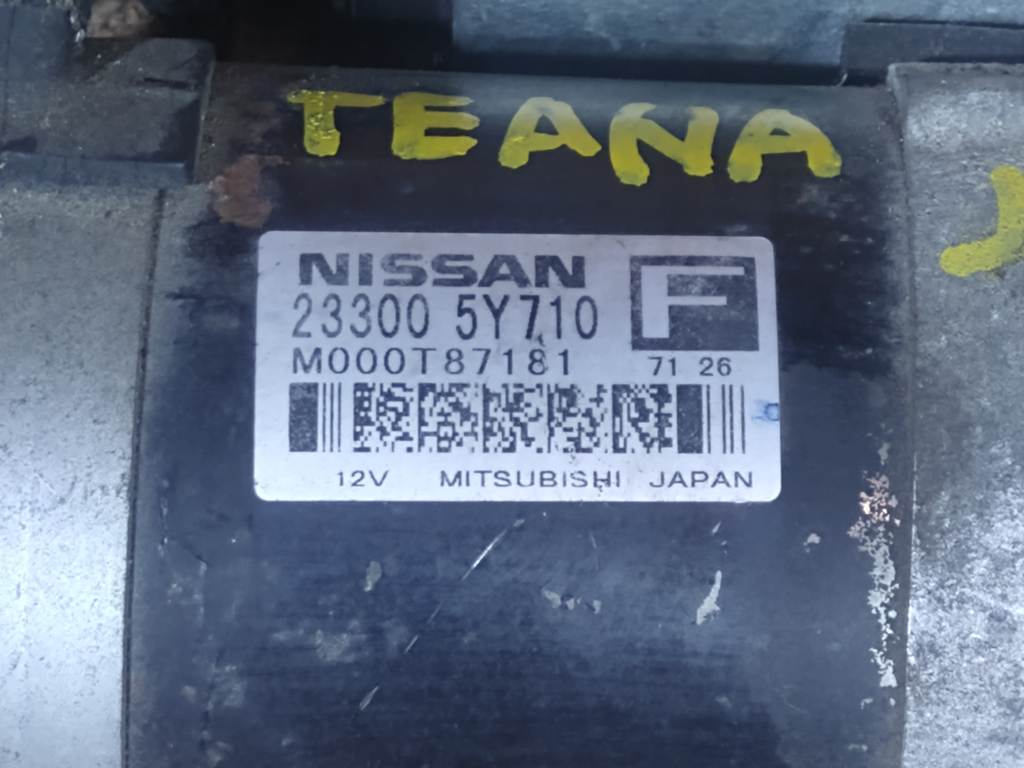 TEANA
NISSAN
23300 5Y710
F
M000T87181
71 26
12V MITSUBISHI JAPAN